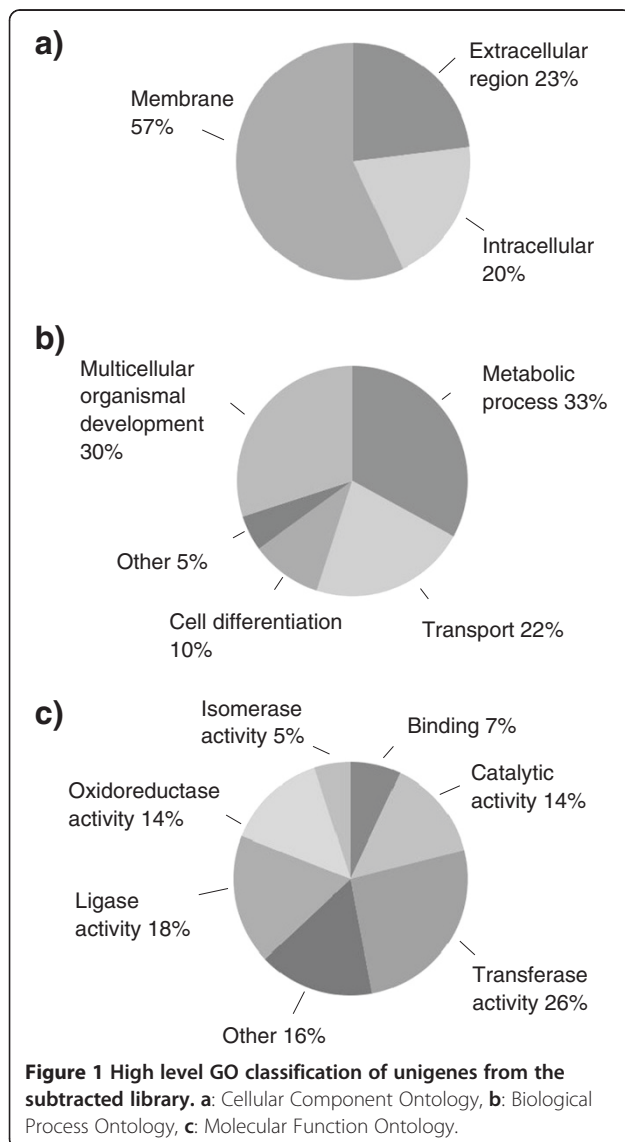 a)
Extracellular
region 23%
Membrane
57%
Intracellular
20%
b)
Multicellular
organismal
development
30%
Metabolic
process 33%
Other 5%
Cell differentiation
10%
Transport 22%
c)
Isomerase
activity 5%
Binding 7%
Catalytic
activity 14%
Oxidoreductase
activity 14%
Ligase
activity 18%
Transferase
activity 26%
Other 16%
Figure 1 High level GO classification of unigenes from the
subtracted library. a: Cellular Component Ontology, b: Biological
Process Ontology, c: Molecular Function Ontology.